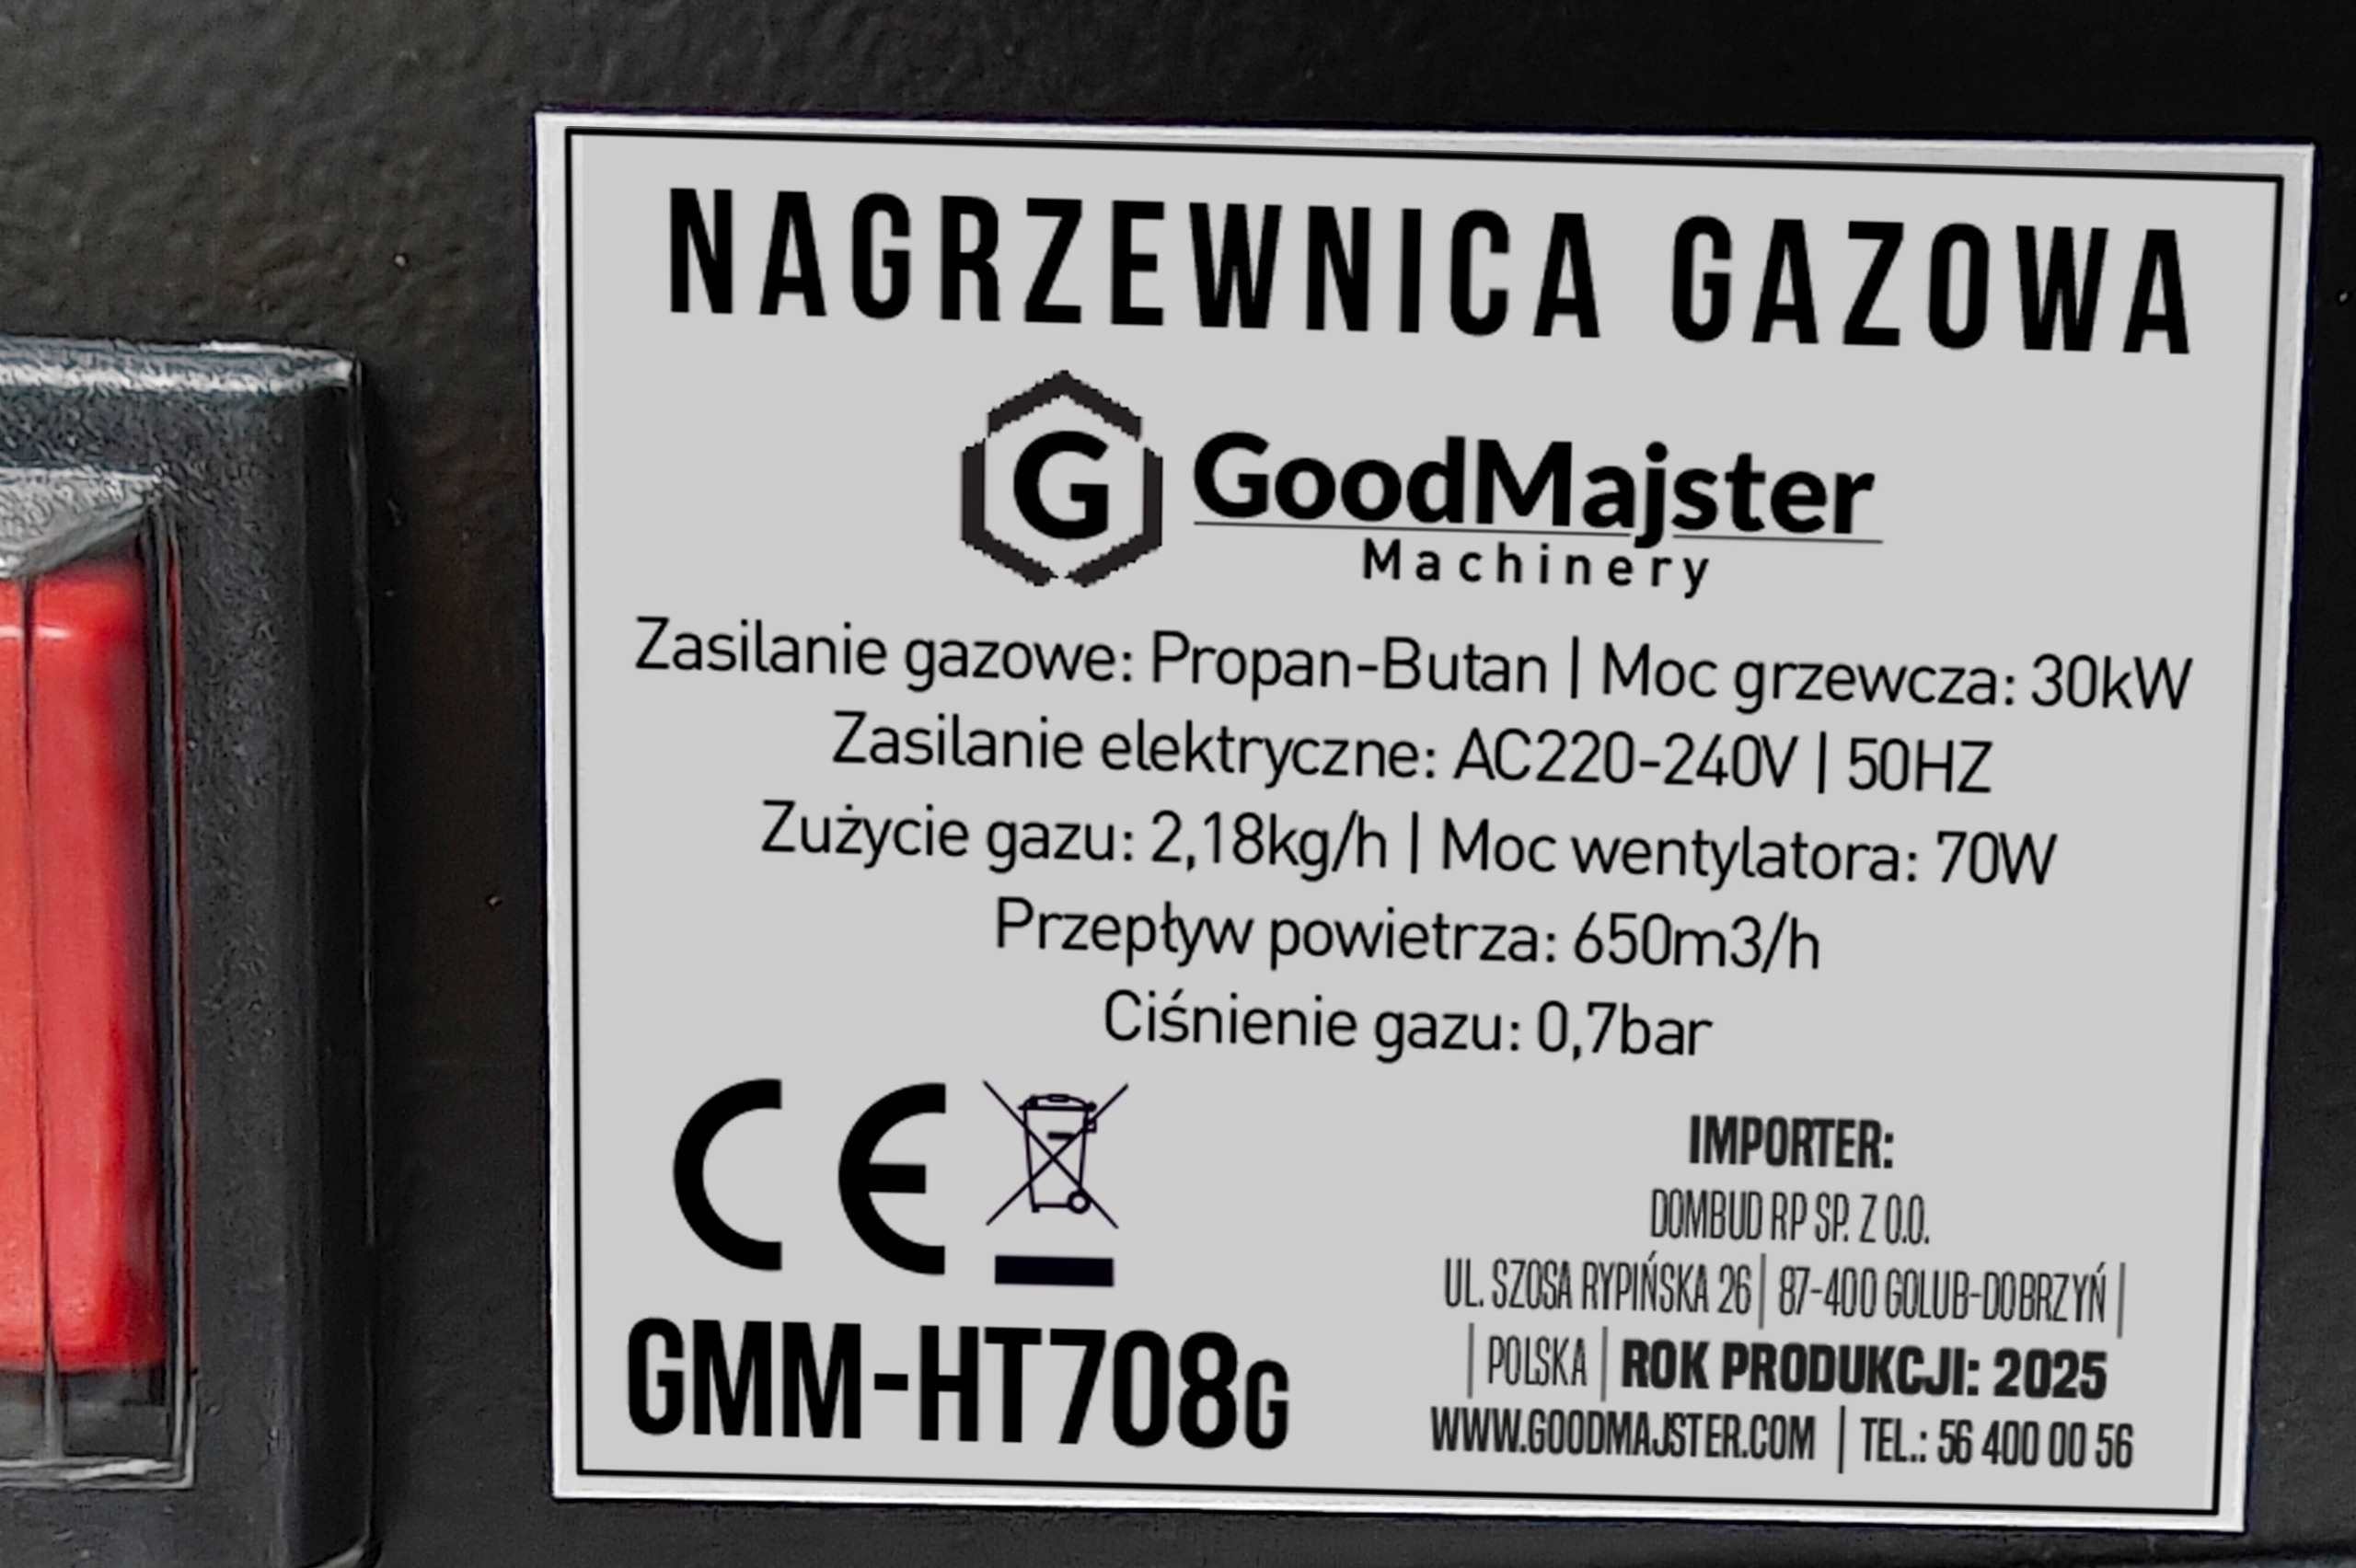 NAGRZEWNICA GAZOWA
G GoodMajster
Machinery
Zasilanie gazowe: Propan-Butan | Moc grzewcza: 30kW
Zasilanie elektryczne: AC220-240V | 50HZ
Zużycie gazu: 2,18kg/h | Moc wentylatora: 70W
Przepływ powietrza: 650m3/h
Ciśnienie gazu: 0,7bar
CE
GMM-HT708G
IMPORTER:
DOMBUD RP SP. Z O.O.
UL. SZOSA RYPIŃSKA 26 | 87-400 GOLUB-DOBRZYŃ |
| POLSKA | ROK PRODUKCJI: 2025
WWW.GOODMAJSTER.COM | TEL.: 56 400 00 56